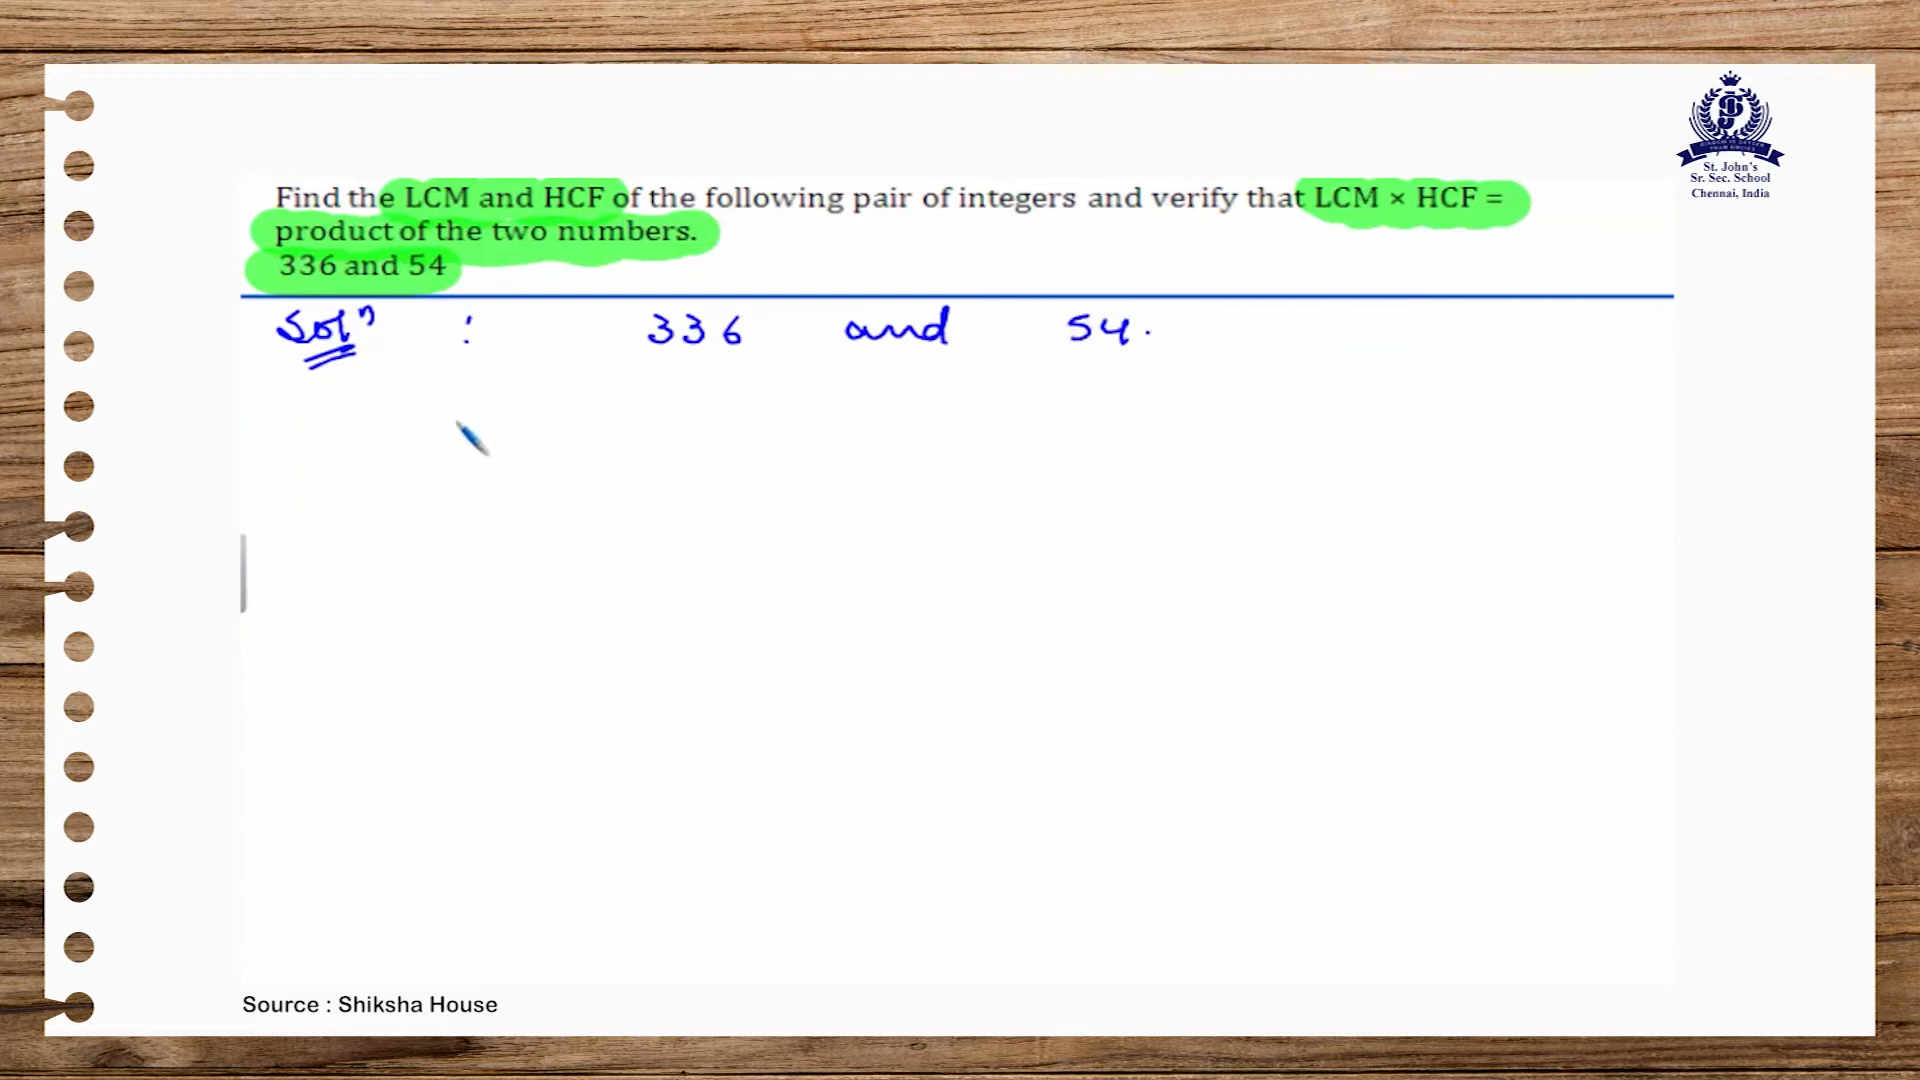 Find the LCM and HCF of the following pair of integers and verify that LCM × HCF =
product of the two numbers.
336 and 54
Solⁿ : 336 and 54.
St. John's
Sr. Sec. School
Chennai, India
Source : Shiksha House